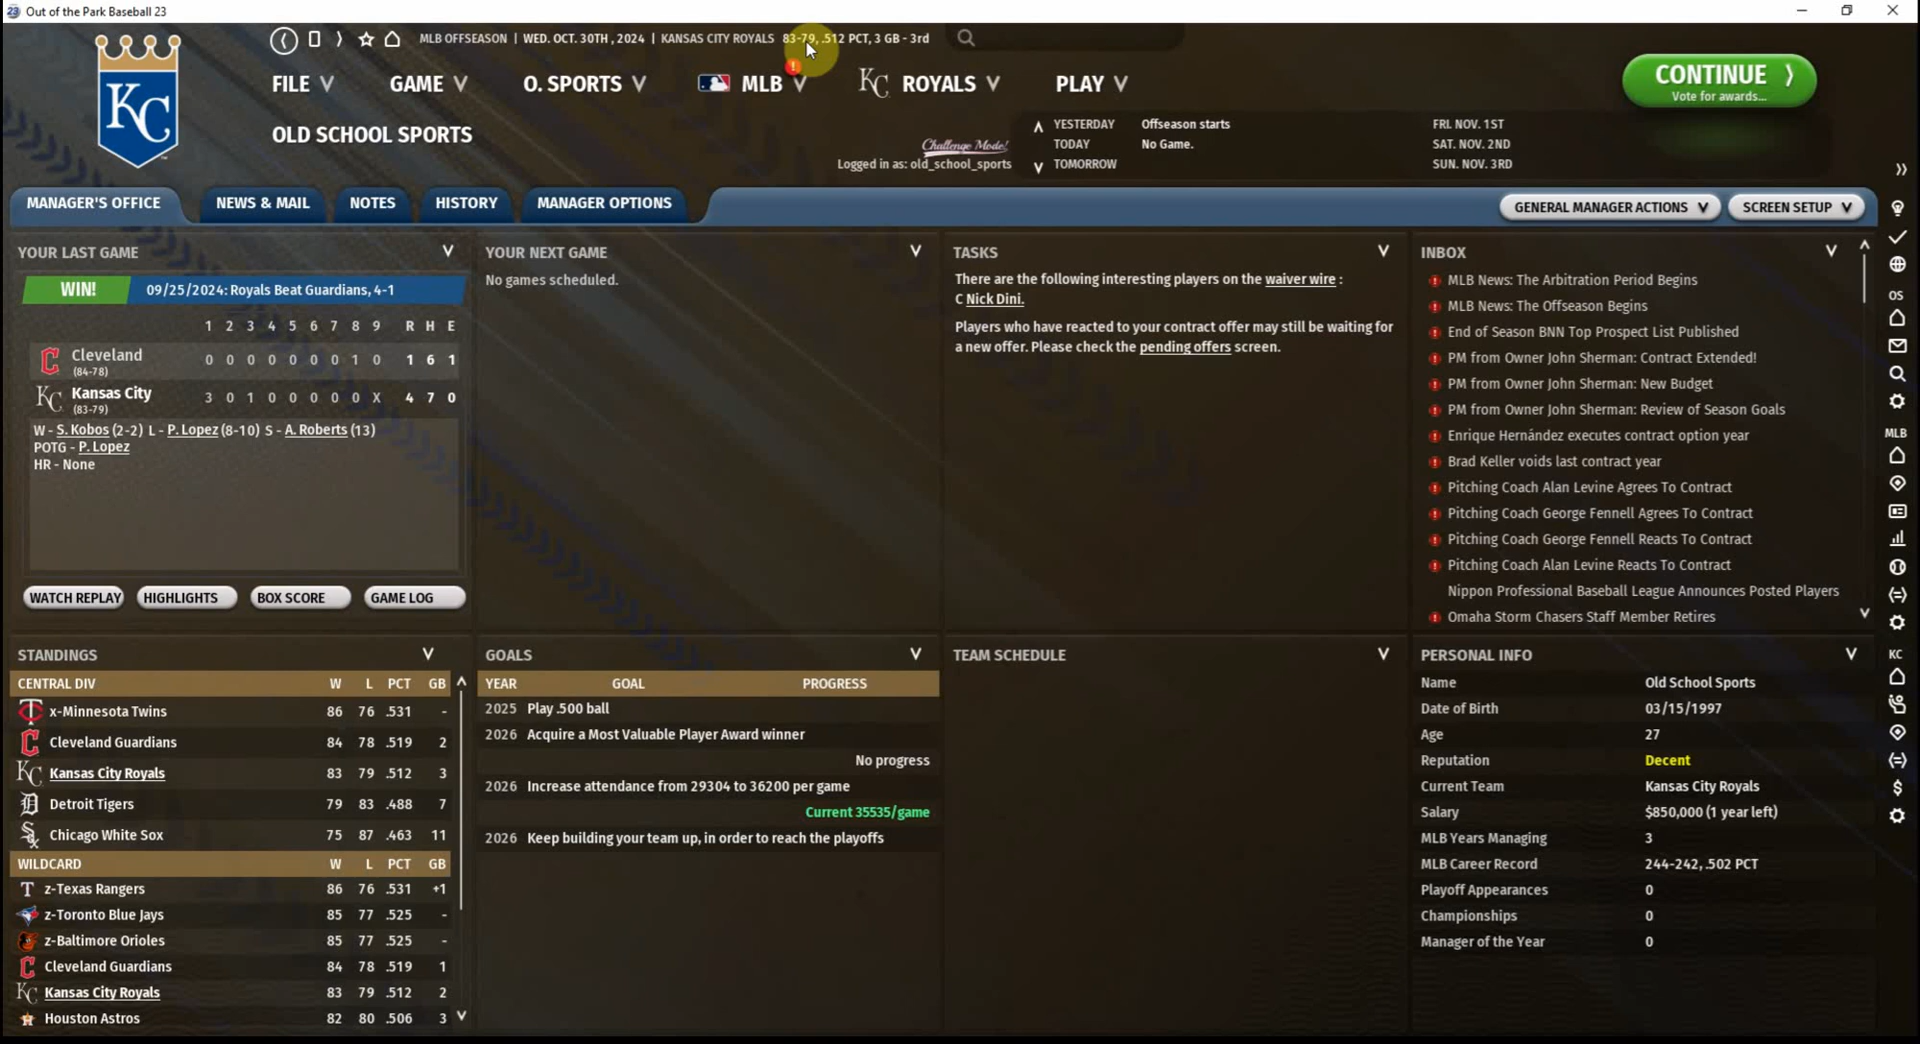 Out of the Park Baseball 23
MLB OFFSEASON | WED. OCT. 30TH, 2024 | KANSAS CITY ROYALS 83-79, .512 PCT, 3 GB - 3rd
FILE GAME O. SPORTS MLB ROYALS PLAY
CONTINUE
Vote for awards...
OLD SCHOOL SPORTS
Challenge Mode!
Logged in as: old_school_sports
YESTERDAY Offseason starts FRI. NOV. 1ST
TODAY No Game. SAT. NOV. 2ND
TOMORROW SUN. NOV. 3RD
MANAGER'S OFFICE NEWS & MAIL NOTES HISTORY MANAGER OPTIONS GENERAL MANAGER ACTIONS SCREEN SETUP
YOUR LAST GAME
WIN! 09/25/2024: Royals Beat Guardians, 4-1
1 2 3 4 5 6 7 8 9 R H E
Cleveland 0 0 0 0 0 0 0 1 0 1 6 1
(84-78)
Kansas City 3 0 1 0 0 0 0 0 X 4 7 0
(83-79)
W - S. Kobos (2-2) L - P. Lopez (8-10) S - A. Roberts (13)
POTG - P. Lopez
HR - None
WATCH REPLAY HIGHLIGHTS BOX SCORE GAME LOG
YOUR NEXT GAME
No games scheduled.
TASKS
There are the following interesting players on the waiver wire :
C Nick Dini.
Players who have reacted to your contract offer may still be waiting for
a new offer. Please check the pending offers screen.
INBOX
MLB News: The Arbitration Period Begins
MLB News: The Offseason Begins
End of Season BNN Top Prospect List Published
PM from Owner John Sherman: Contract Extended!
PM from Owner John Sherman: New Budget
PM from Owner John Sherman: Review of Season Goals
Enrique Hernández executes contract option year
Brad Keller voids last contract year
Pitching Coach Alan Levine Agrees To Contract
Pitching Coach George Fennell Agrees To Contract
Pitching Coach George Fennell Reacts To Contract
Pitching Coach Alan Levine Reacts To Contract
Nippon Professional Baseball League Announces Posted Players
Omaha Storm Chasers Staff Member Retires
STANDINGS
CENTRAL DIV W L PCT GB
x-Minnesota Twins 86 76 .531 -
Cleveland Guardians 84 78 .519 2
Kansas City Royals 83 79 .512 3
Detroit Tigers 79 83 .488 7
Chicago White Sox 75 87 .463 11
WILDCARD W L PCT GB
z-Texas Rangers 86 76 .531 +1
z-Toronto Blue Jays 85 77 .525 -
z-Baltimore Orioles 85 77 .525 -
Cleveland Guardians 84 78 .519 1
Kansas City Royals 83 79 .512 2
Houston Astros 82 80 .506 3
GOALS
YEAR GOAL PROGRESS
2025 Play .500 ball
2026 Acquire a Most Valuable Player Award winner
No progress
2026 Increase attendance from 29304 to 36200 per game
Current 35535/game
2026 Keep building your team up, in order to reach the playoffs
TEAM SCHEDULE
PERSONAL INFO
Name Old School Sports
Date of Birth 03/15/1997
Age 27
Reputation Decent
Current Team Kansas City Royals
Salary $850,000 (1 year left)
MLB Years Managing 3
MLB Career Record 244-242, .502 PCT
Playoff Appearances 0
Championships 0
Manager of the Year 0
OS
MLB
KC